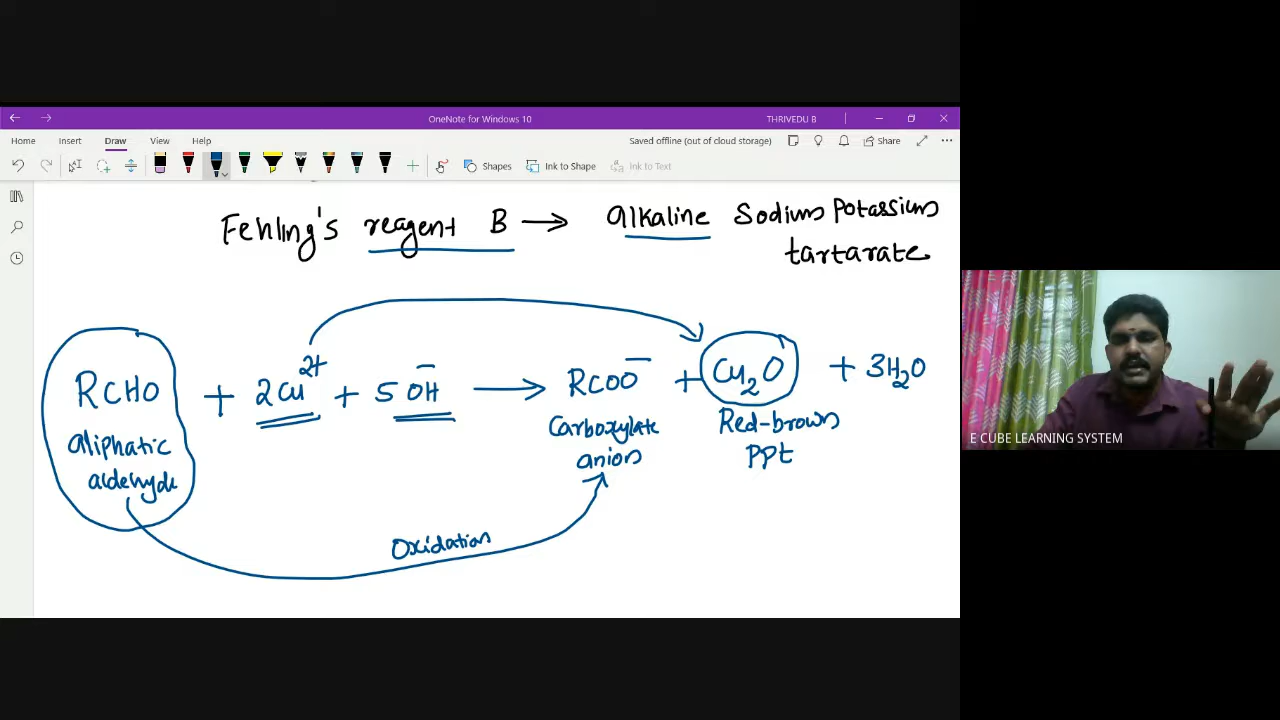 OneNote for Windows 10
THRIVEDU B
Home Insert Draw View Help
Saved offline (out of cloud storage)
Share
Shapes
Ink to Shape
Ink to Text
Fehling's reagent B → alkaline Sodium Potassium
tartarate
RCHO + 2Cu²⁺ + 5 OH⁻ → RCOO⁻ + Cu₂O + 3H₂O
aliphatic
aldehyde
Carboxylate
anion
Red-brown
PPt
Oxidation
E CUBE LEARNING SYSTEM